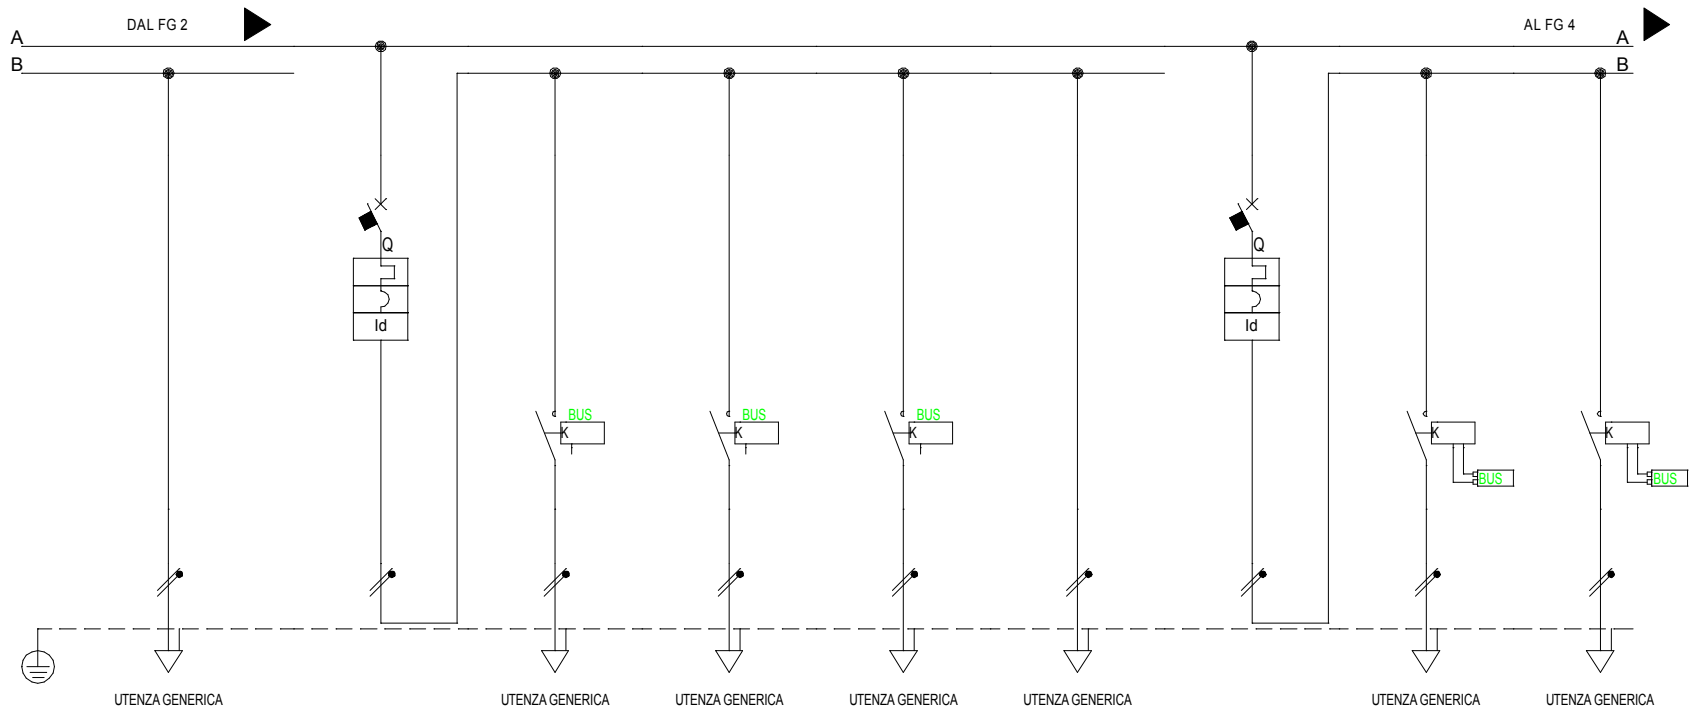 DAL FG 2
AL FG 4
A
A
B
B
Q
Q
Id
Id
BUS
BUS
BUS
K
K
K
K
K
BUS
BUS
UTENZA GENERICA
UTENZA GENERICA
UTENZA GENERICA
UTENZA GENERICA
UTENZA GENERICA
UTENZA GENERICA
UTENZA GENERICA